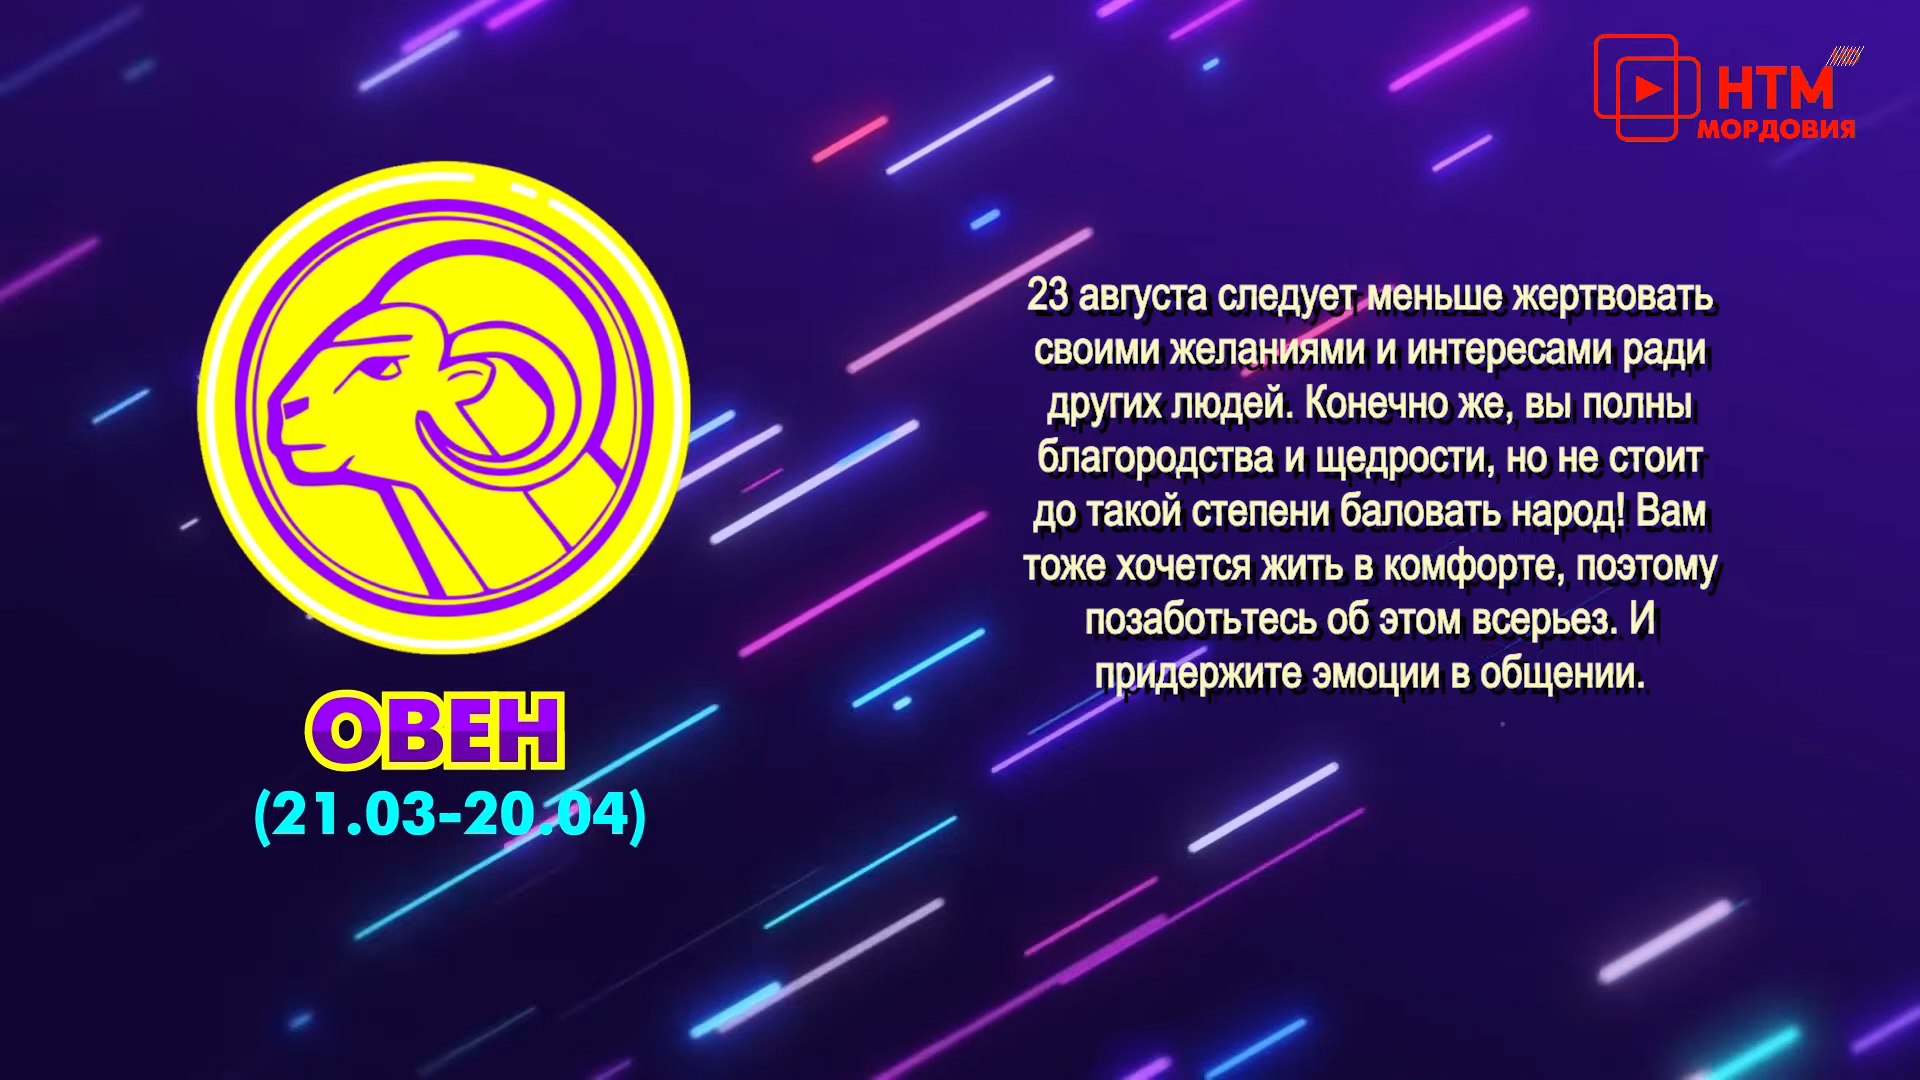 НТМ
МОРДОВИЯ
23 августа следует меньше жертвовать
своими желаниями и интересами ради
других людей. Конечно же, вы полны
благородства и щедрости, но не стоит
до такой степени баловать народ! Вам
тоже хочется жить в комфорте, поэтому
позаботьтесь об этом всерьез. И
придержите эмоции в общении.
ОВЕН
(21.03-20.04)